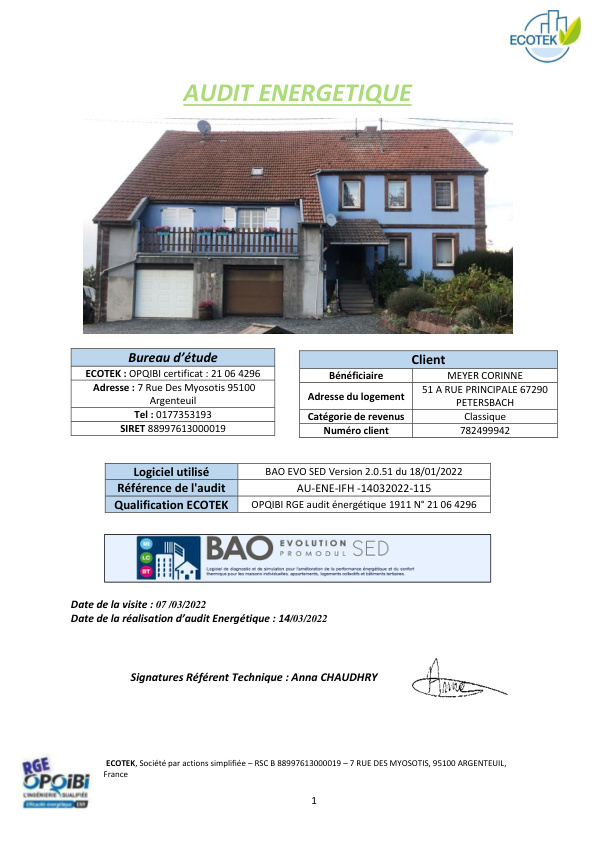 ECOTEK
AUDIT ENERGETIQUE
Bureau d'étude
ECOTEK : OPQIBI certificat : 21 06 4296
Adresse : 7 Rue Des Myosotis 95100
Argenteuil
Tel : 0177353193
SIRET 88997613000019
Client
Bénéficiaire MEYER CORINNE
Adresse du logement 51 A RUE PRINCIPALE 67290
PETERSBACH
Catégorie de revenus Classique
Numéro client 782499942
Logiciel utilisé BAO EVO SED Version 2.0.51 du 18/01/2022
Référence de l'audit AU-ENE-IFH -14032022-115
Qualification ECOTEK OPQIBI RGE audit énergétique 1911 N° 21 06 4296
LC
BT
BAO EVOLUTION SED
PROMODUL
Logiciel de diagnostic et de simulation pour l'amélioration de la performance énergétique et du confort
thermique pour les maisons individuelles, appartements, logements collectifs et bâtiments tertiaires.
Date de la visite : 07 /03/2022
Date de la réalisation d'audit Energétique : 14/03/2022
Signatures Référent Technique : Anna CHAUDHRY
Anna
RGE
OPQIBI
L'INGÉNIERIE QUALIFIÉE
Efficacité énergétique ENR
ECOTEK, Société par actions simplifiée – RSC B 88997613000019 – 7 RUE DES MYOSOTIS, 95100 ARGENTEUIL,
France
1